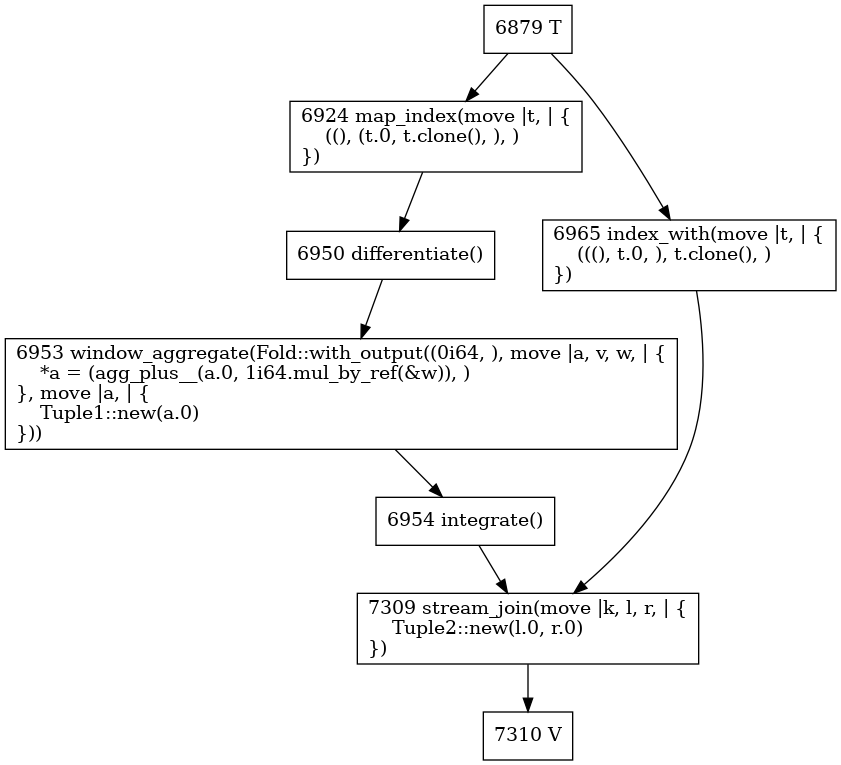 6879 T
6924 map_index(move |t, | {
    ((), (t.0, t.clone(), ), )
})
6965 index_with(move |t, | {
    (((), t.0, ), t.clone(), )
})
6950 differentiate()
6953 window_aggregate(Fold::with_output((0i64, ), move |a, v, w, | {
    *a = (agg_plus__(a.0, 1i64.mul_by_ref(&w)), )
}, move |a, | {
    Tuple1::new(a.0)
}))
6954 integrate()
7309 stream_join(move |k, l, r, | {
    Tuple2::new(l.0, r.0)
})
7310 V